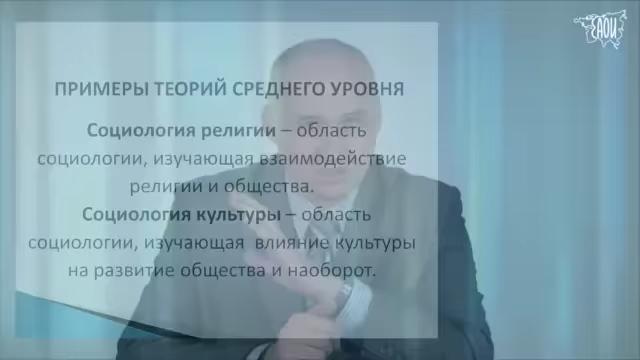 АОИ
ПРИМЕРЫ ТЕОРИЙ СРЕДНЕГО УРОВНЯ
Социология религии – область
социологии, изучающая взаимодействие
религии и общества.
Социология культуры – область
социологии, изучающая влияние культуры
на развитие общества и наоборот.